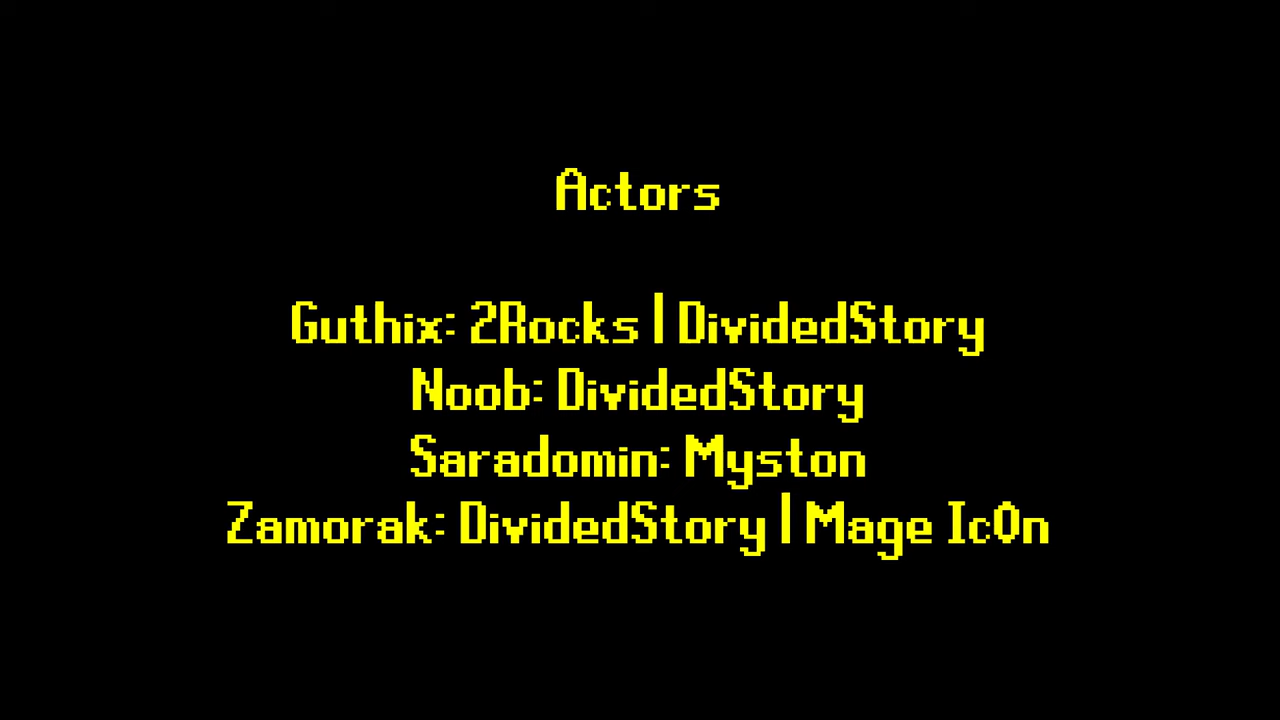 Actors
Guthix: 2Rocks | DividedStory
Noob: DividedStory
Saradomin: Myston
Zamorak: DividedStory | Mage Ic0n